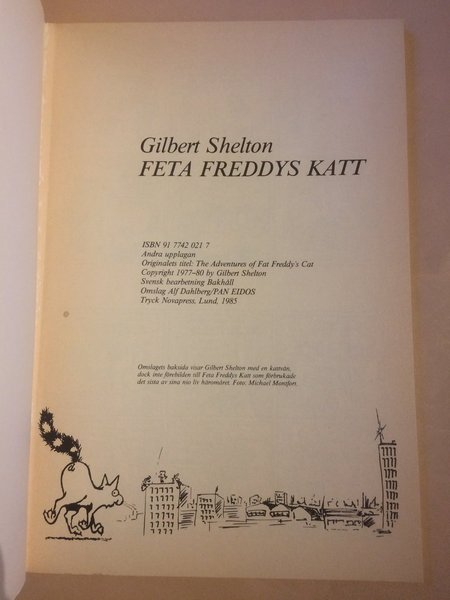 Gilbert Shelton
FETA FREDDYS KATT
ISBN 91 7742 021 7
Andra upplagan
Originalets titel: The Adventures of Fat Freddy's Cat
Copyright 1977–80 by Gilbert Shelton
Svensk bearbetning Bakhåll
Omslag Alf Dahlberg/PAN EIDOS
Tryck Novapress, Lund, 1985
Omslagets baksida visar Gilbert Shelton med en kattvän,
dock inte förebilden till Feta Freddys Katt som förbrukade
det sista av sina nio liv häromåret. Foto: Michael Montfort.